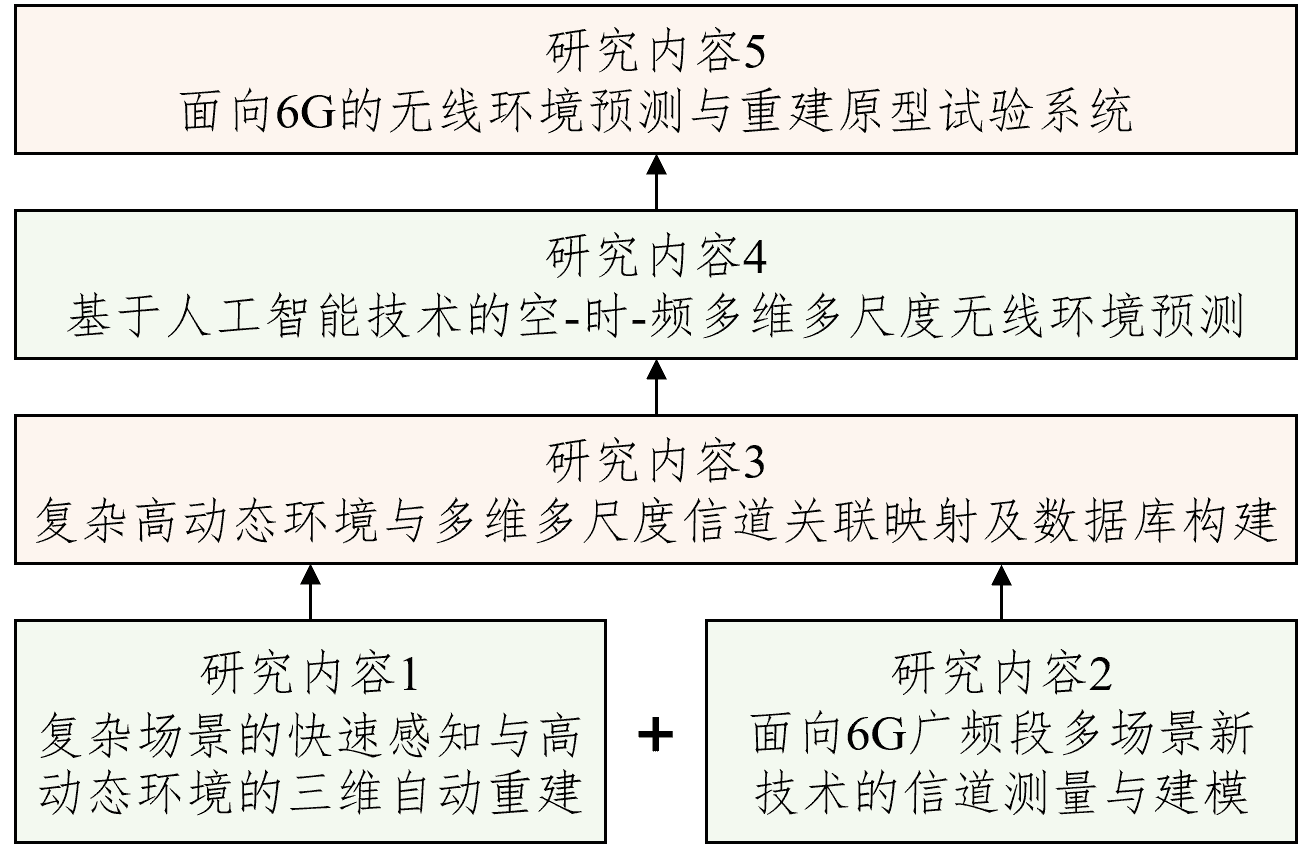 研究内容5
面向6G的无线环境预测与重建原型试验系统
研究内容4
基于人工智能技术的空-时-频多维多尺度无线环境预测
研究内容3
复杂高动态环境与多维多尺度信道关联映射及数据库构建
研究内容1
复杂场景的快速感知与高
动态环境的三维自动重建
+
研究内容2
面向6G广频段多场景新
技术的信道测量与建模